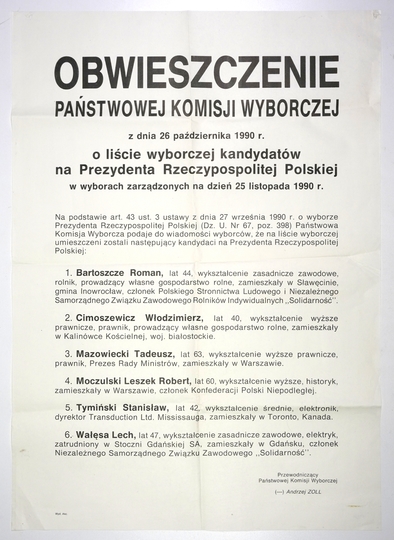 OBWIESZCZENIE
PAŃSTWOWEJ KOMISJI WYBORCZEJ
z dnia 26 października 1990 r.
o liście wyborczej kandydatów
na Prezydenta Rzeczypospolitej Polskiej
w wyborach zarządzonych na dzień 25 listopada 1990 r.
Na podstawie art. 43 ust. 3 ustawy z dnia 27 września 1990 r. o wyborze
Prezydenta Rzeczypospolitej Polskiej (Dz. U. Nr 67, poz. 398) Państwowa
Komisja Wyborcza podaje do wiadomości wyborców, że na liście wyborczej
umieszczeni zostali następujący kandydaci na Prezydenta Rzeczypospolitej
Polskiej:
1. Bartoszcze Roman, lat 44, wykształcenie zasadnicze zawodowe,
rolnik, prowadzący własne gospodarstwo rolne, zamieszkały w Sławęcinie,
gmina Inowrocław, członek Polskiego Stronnictwa Ludowego i Niezależnego
Samorządnego Związku Zawodowego Rolników Indywidualnych „Solidarność".
2. Cimoszewicz Włodzimierz, lat 40, wykształcenie wyższe
prawnicze, prawnik, prowadzący własne gospodarstwo rolne, zamieszkały
w Kalinówce Kościelnej, woj. białostockie.
3. Mazowiecki Tadeusz, lat 63, wykształcenie wyższe prawnicze,
prawnik, Prezes Rady Ministrów, zamieszkały w Warszawie.
4. Moczulski Leszek Robert, lat 60, wykształcenie wyższe, historyk,
zamieszkały w Warszawie, członek Konfederacji Polski Niepodległej.
5. Tymiński Stanisław, lat 42, wykształcenie średnie, elektronik,
dyrektor Transduction Ltd. Mississauga, zamieszkały w Toronto, Kanada.
6. Wałęsa Lech, lat 47, wykształcenie zasadnicze zawodowe, elektryk,
zatrudniony w Stoczni Gdańskiej SA, zamieszkały w Gdańsku, członek
Niezależnego Samorządnego Związku Zawodowego „Solidarność".
Przewodniczący
Państwowej Komisji Wyborczej
(—) Andrzej ZOLL